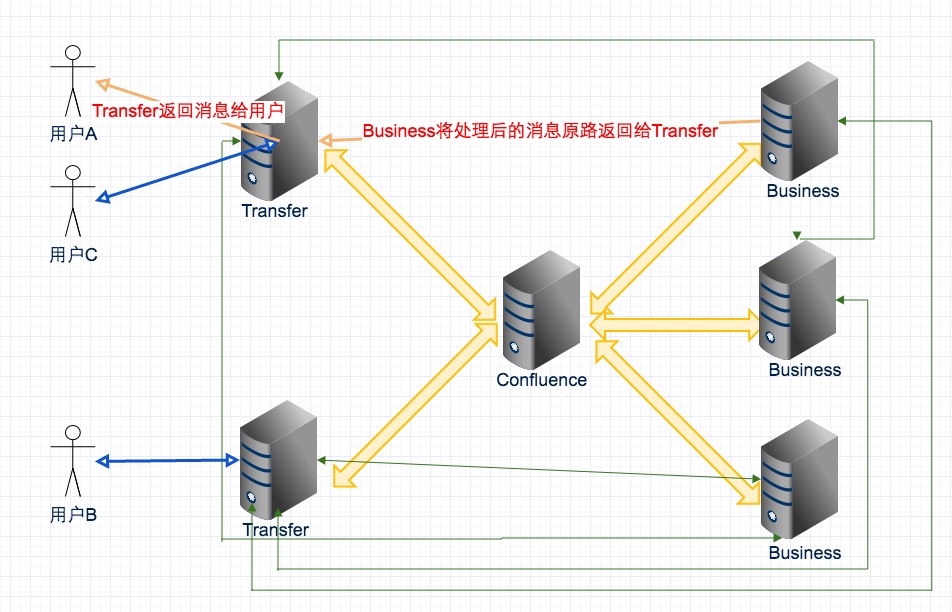 用户A
Transfer返回消息给用户
Business将处理后的消息原路返回给Transfer
用户C
Transfer
Business
Confluence
Business
用户B
Transfer
Business